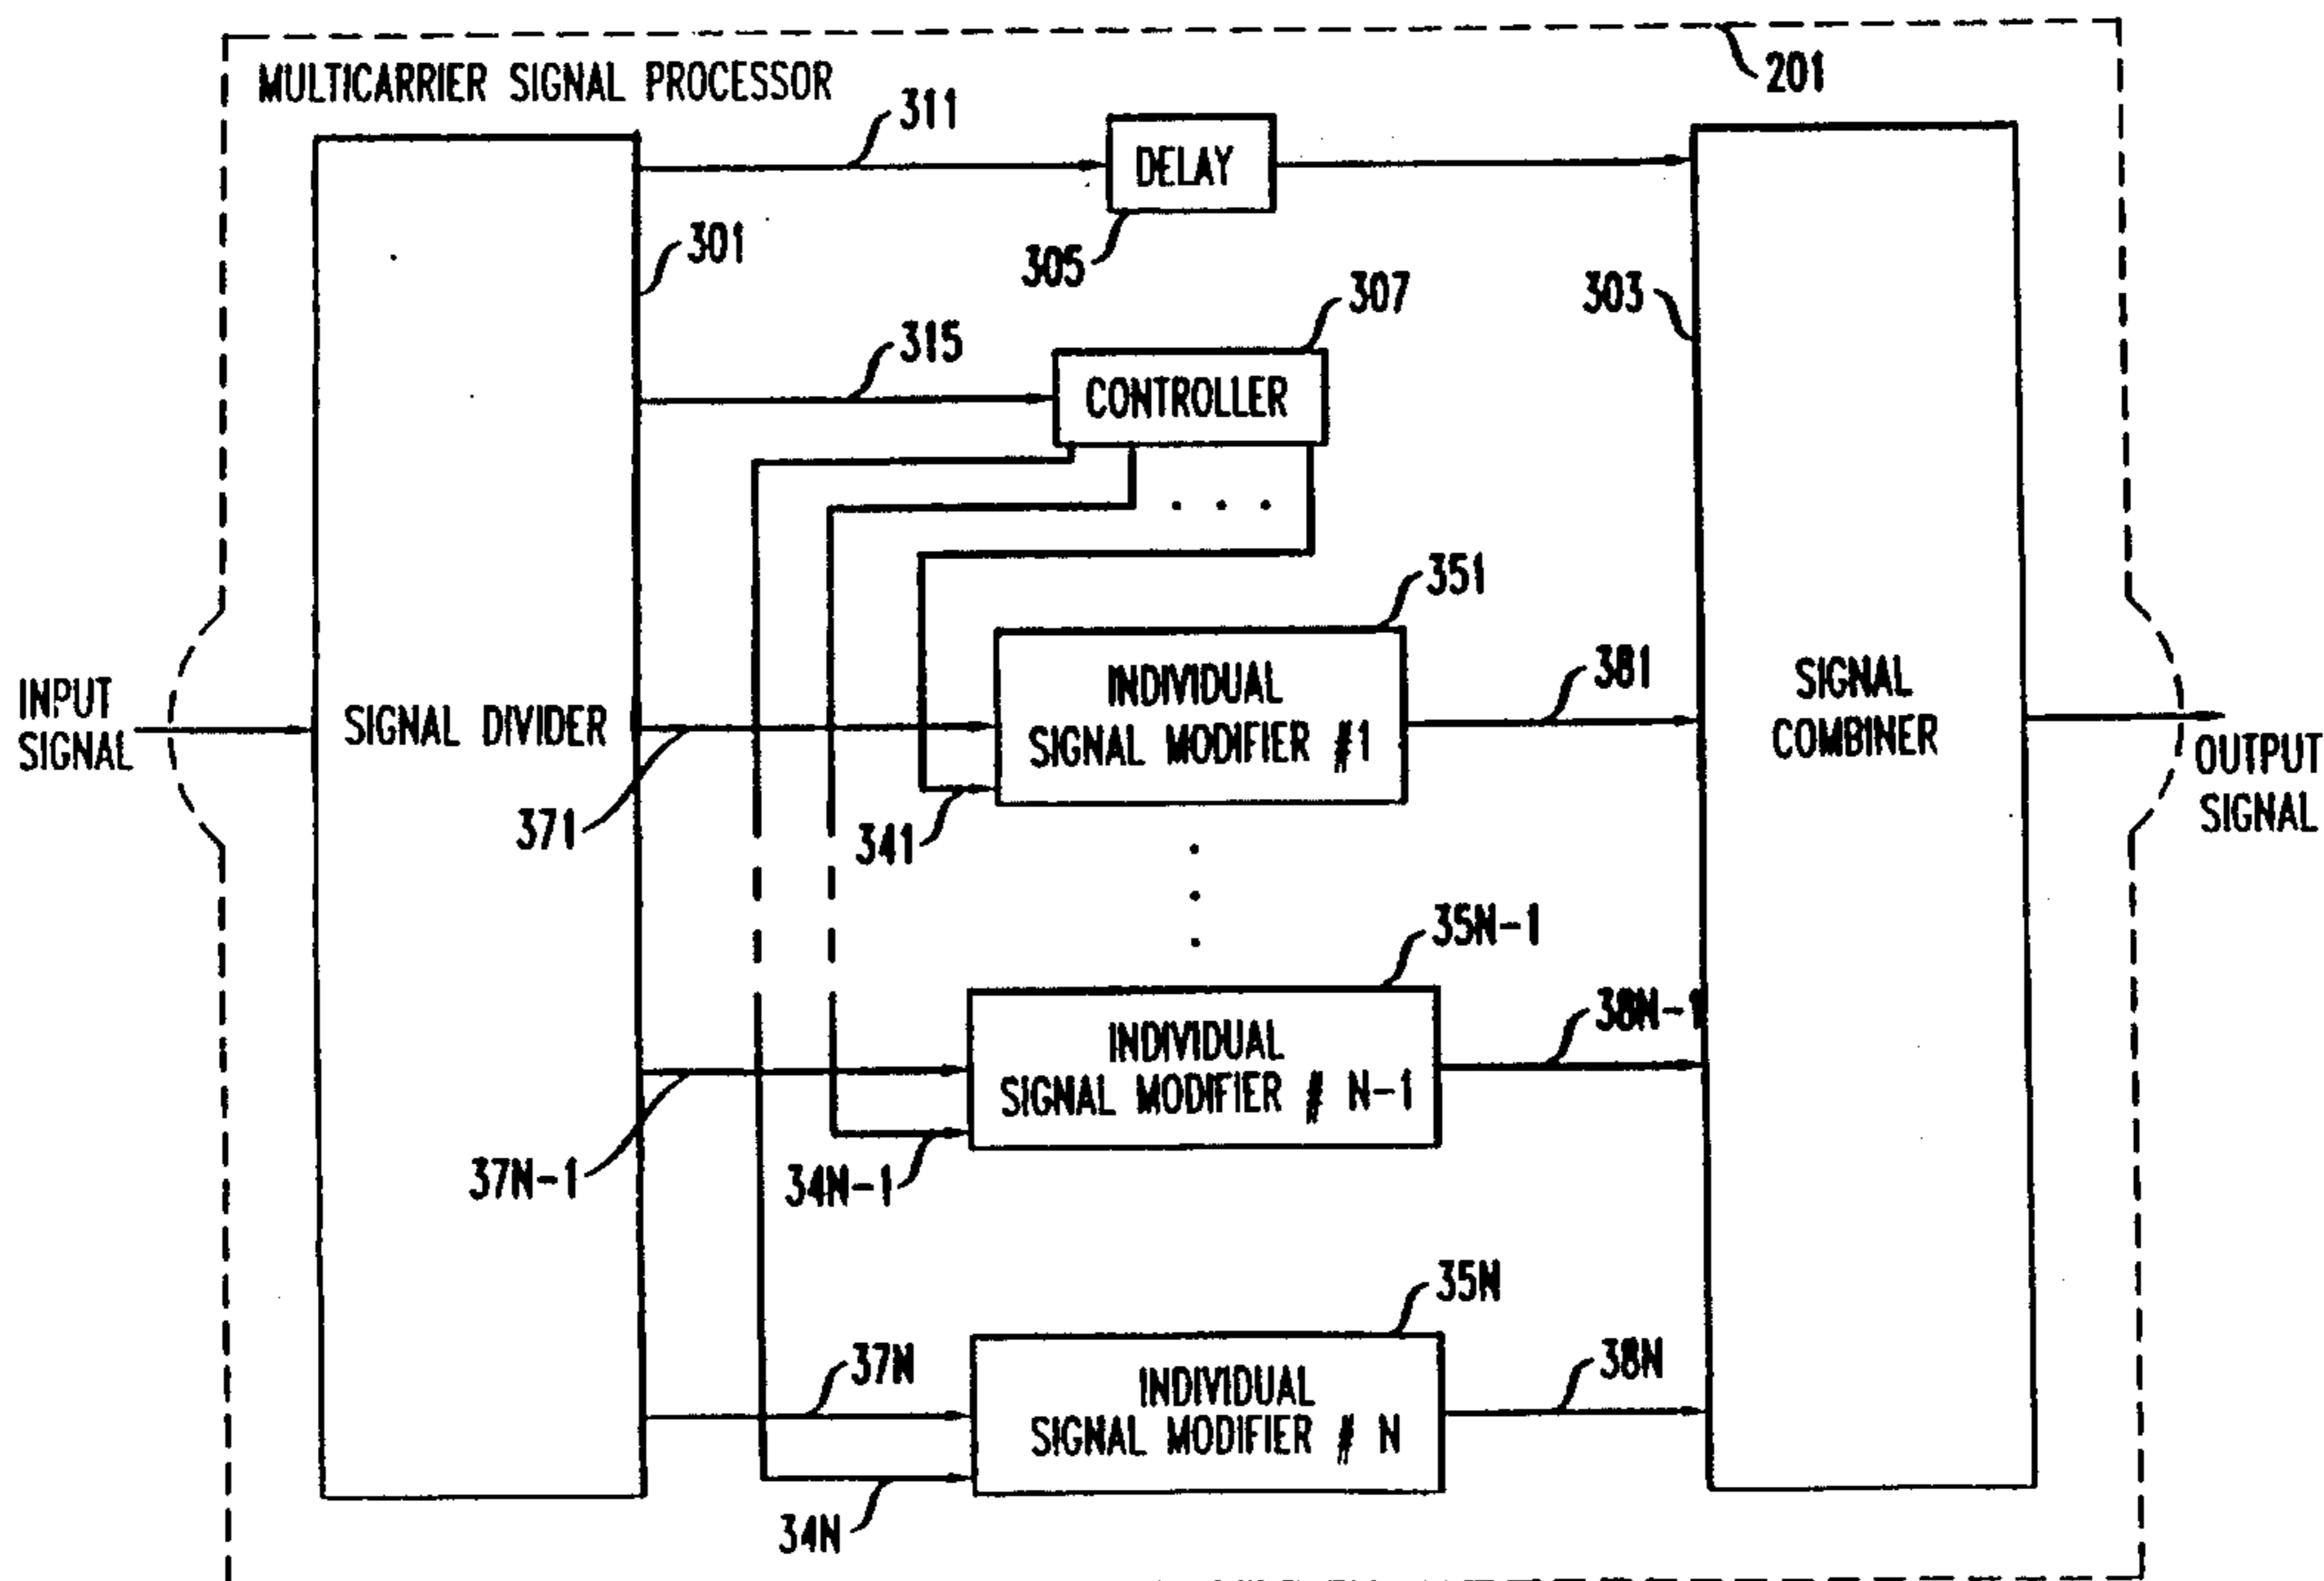 MULTICARRIER SIGNAL PROCESSOR
201
311
DELAY
305
301
307
303
315
CONTROLLER
. . .
351
INPUT
SIGNAL
SIGNAL DIVIDER
INDIVIDUAL
SIGNAL MODIFIER #1
381
SIGNAL
COMBINER
OUTPUT
SIGNAL
371
341
35N-1
INDIVIDUAL
SIGNAL MODIFIER # N-1
38N-1
37N-1
34N-1
35N
37N
INDIVIDUAL
SIGNAL MODIFIER # N
38N
34N